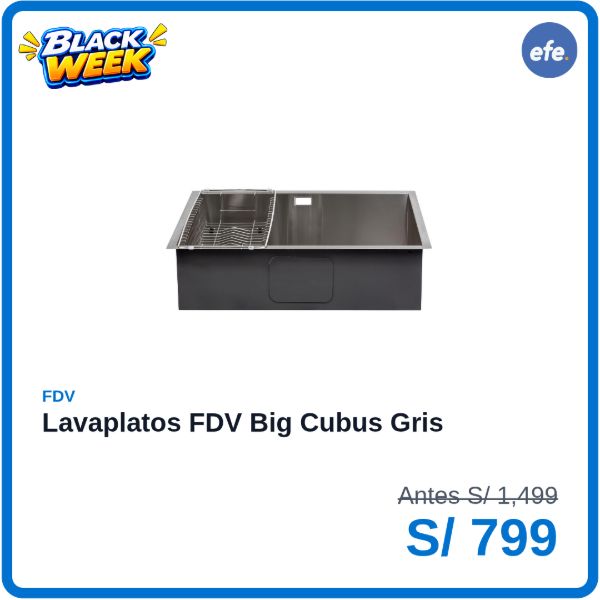 BLACK
WEEK
efe.
FDV
Lavaplatos FDV Big Cubus Gris
Antes S/ 1,499
S/ 799